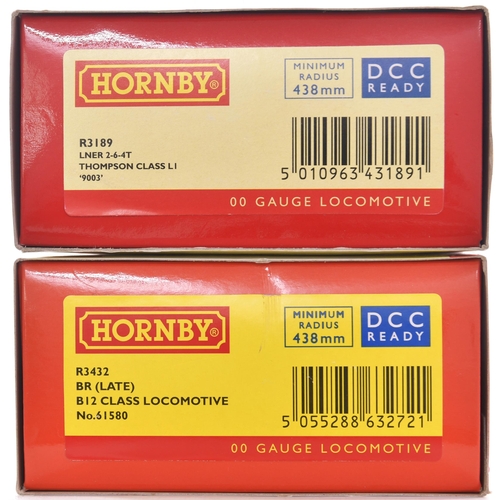 HORNBY®
MINIMUM
RADIUS
438mm
DCC
READY
R3189
LNER 2-6-4T
THOMPSON CLASS L1
'9003'
5 010963 431891
00 GAUGE LOCOMOTIVE
HORNBY®
MINIMUM
RADIUS
438mm
DCC
READY
R3432
BR (LATE)
B12 CLASS LOCOMOTIVE
No.61580
5 055288 632721
00 GAUGE LOCOMOTIVE